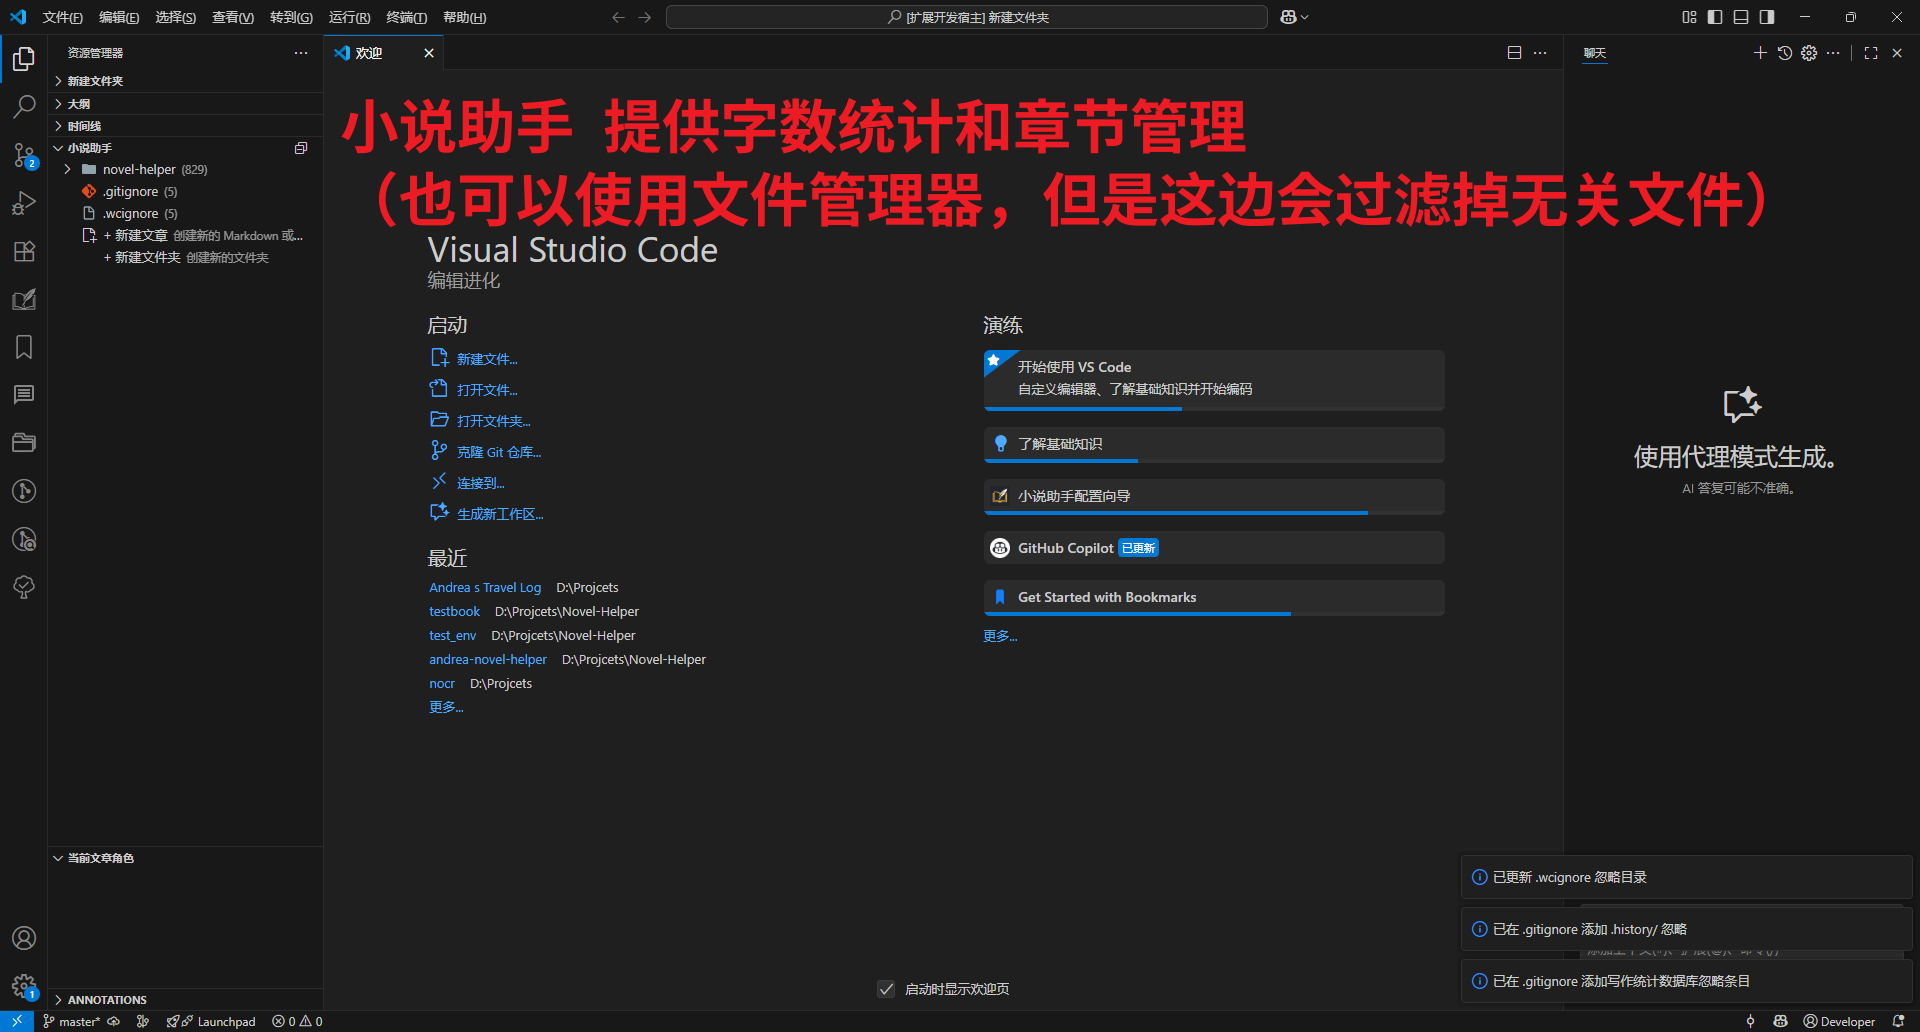 文件(F) 编辑(E) 选择(S) 查看(V) 转到(G) 运行(R) 终端(T) 帮助(H)
[扩展开发宿主] 新建文件夹
资源管理器
新建文件夹
大纲
时间线
小说助手
novel-helper (829)
.gitignore (5)
.wcignore (5)
+ 新建文章 创建新的 Markdown 或...
+ 新建文件夹 创建新的文件夹
当前文章角色
ANNOTATIONS
欢迎
小说助手 提供字数统计和章节管理
（也可以使用文件管理器，但是这边会过滤掉无关文件）
Visual Studio Code
编辑进化
启动
新建文件...
打开文件...
打开文件夹...
克隆 Git 仓库...
连接到...
生成新工作区...
最近
Andrea s Travel Log D:\Projcets
testbook D:\Projcets\Novel-Helper
test_env D:\Projcets\Novel-Helper
andrea-novel-helper D:\Projcets\Novel-Helper
nocr D:\Projcets
更多...
演练
开始使用 VS Code
自定义编辑器、了解基础知识并开始编码
了解基础知识
小说助手配置向导
GitHub Copilot 已更新
Get Started with Bookmarks
更多...
启动时显示欢迎页
聊天
使用代理模式生成。
AI 答复可能不准确。
已更新 .wcignore 忽略目录
已在 .gitignore 添加 .history/ 忽略
已在 .gitignore 添加写作统计数据库忽略条目
2
1
master* Launchpad 0 0 Developer